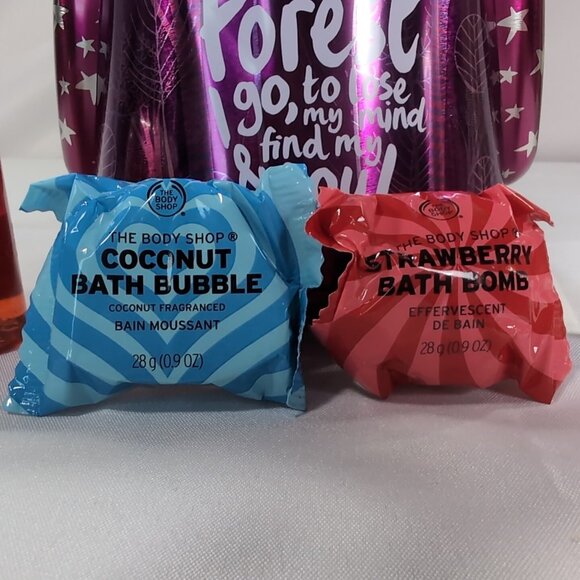 Forest
I go, to lose
my mind
find my
& soul
THE
BODY
SHOP®
THE BODY SHOP®
COCONUT
BATH BUBBLE
COCONUT FRAGRANCED
BAIN MOUSSANT
28 g (0.9 OZ)
THE
BODY
SHOP
THE BODY SHOP®
STRAWBERRY
BATH BOMB
EFFERVESCENT
DE BAIN
28 g (0.9 OZ)